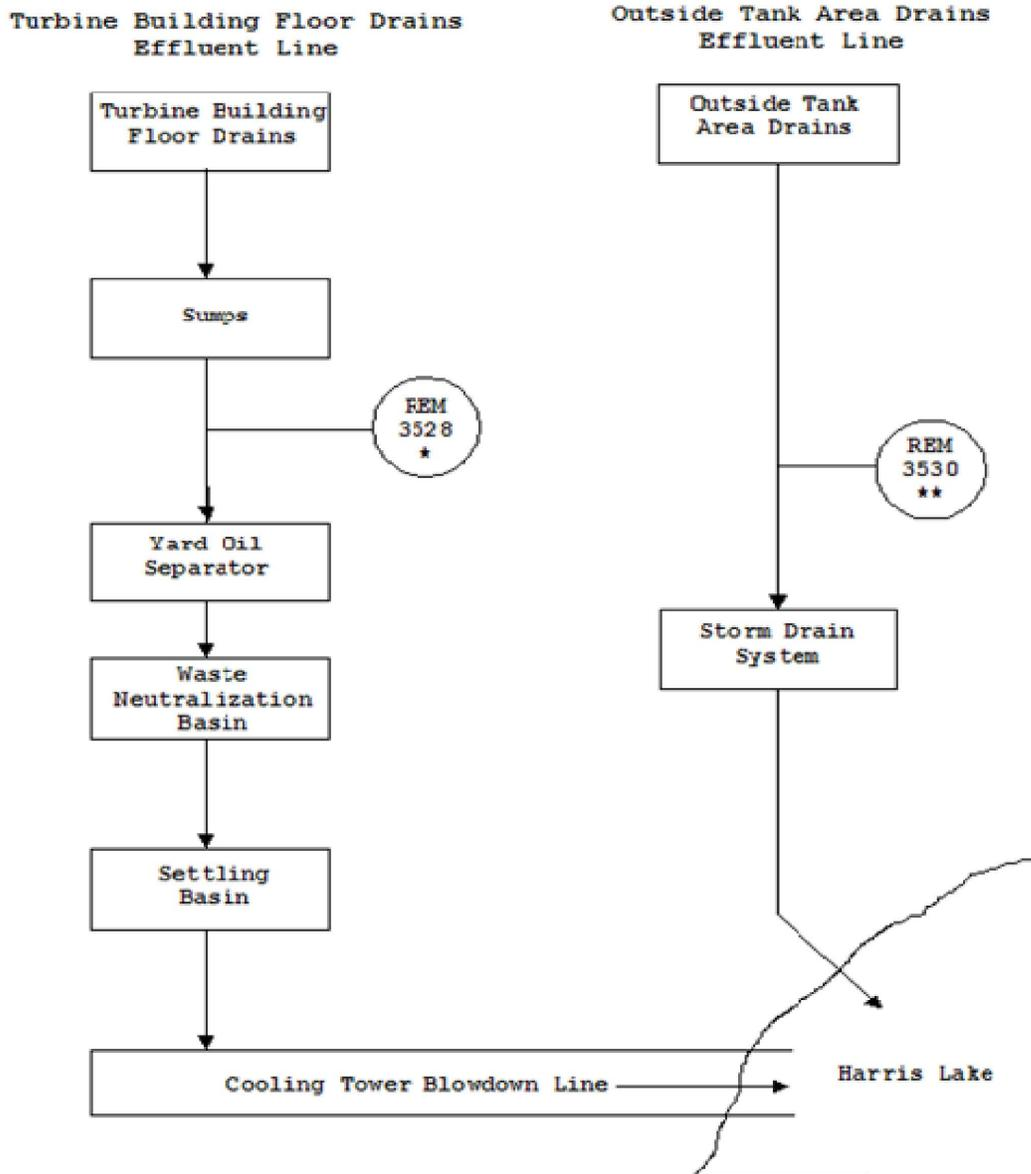 Turbine Building Floor Drains
Effluent Line
Outside Tank Area Drains
Effluent Line
Turbine Building
Floor Drains
Outside Tank
Area Drains
Sumps
REM
3528
★
REM
3530
★★
Yard Oil
Separator
Storm Drain
System
Waste
Neutralization
Basin
Settling
Basin
Cooling Tower Blowdown Line
Harris Lake